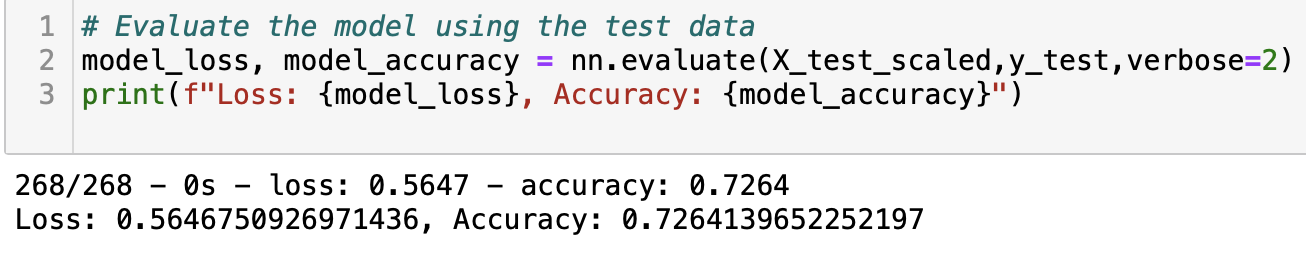 1 # Evaluate the model using the test data
2 model_loss, model_accuracy = nn.evaluate(X_test_scaled,y_test,verbose=2)
3 print(f"Loss: {model_loss}, Accuracy: {model_accuracy}")
268/268 - 0s - loss: 0.5647 - accuracy: 0.7264
Loss: 0.5646750926971436, Accuracy: 0.7264139652252197